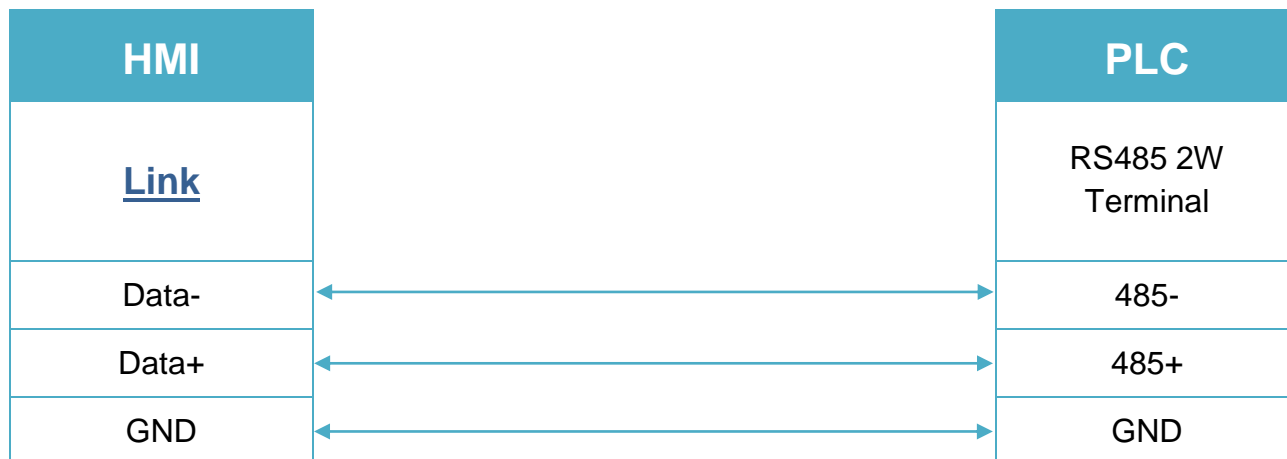 HMI
PLC
Link
RS485 2W
Terminal
Data-
485-
Data+
485+
GND
GND